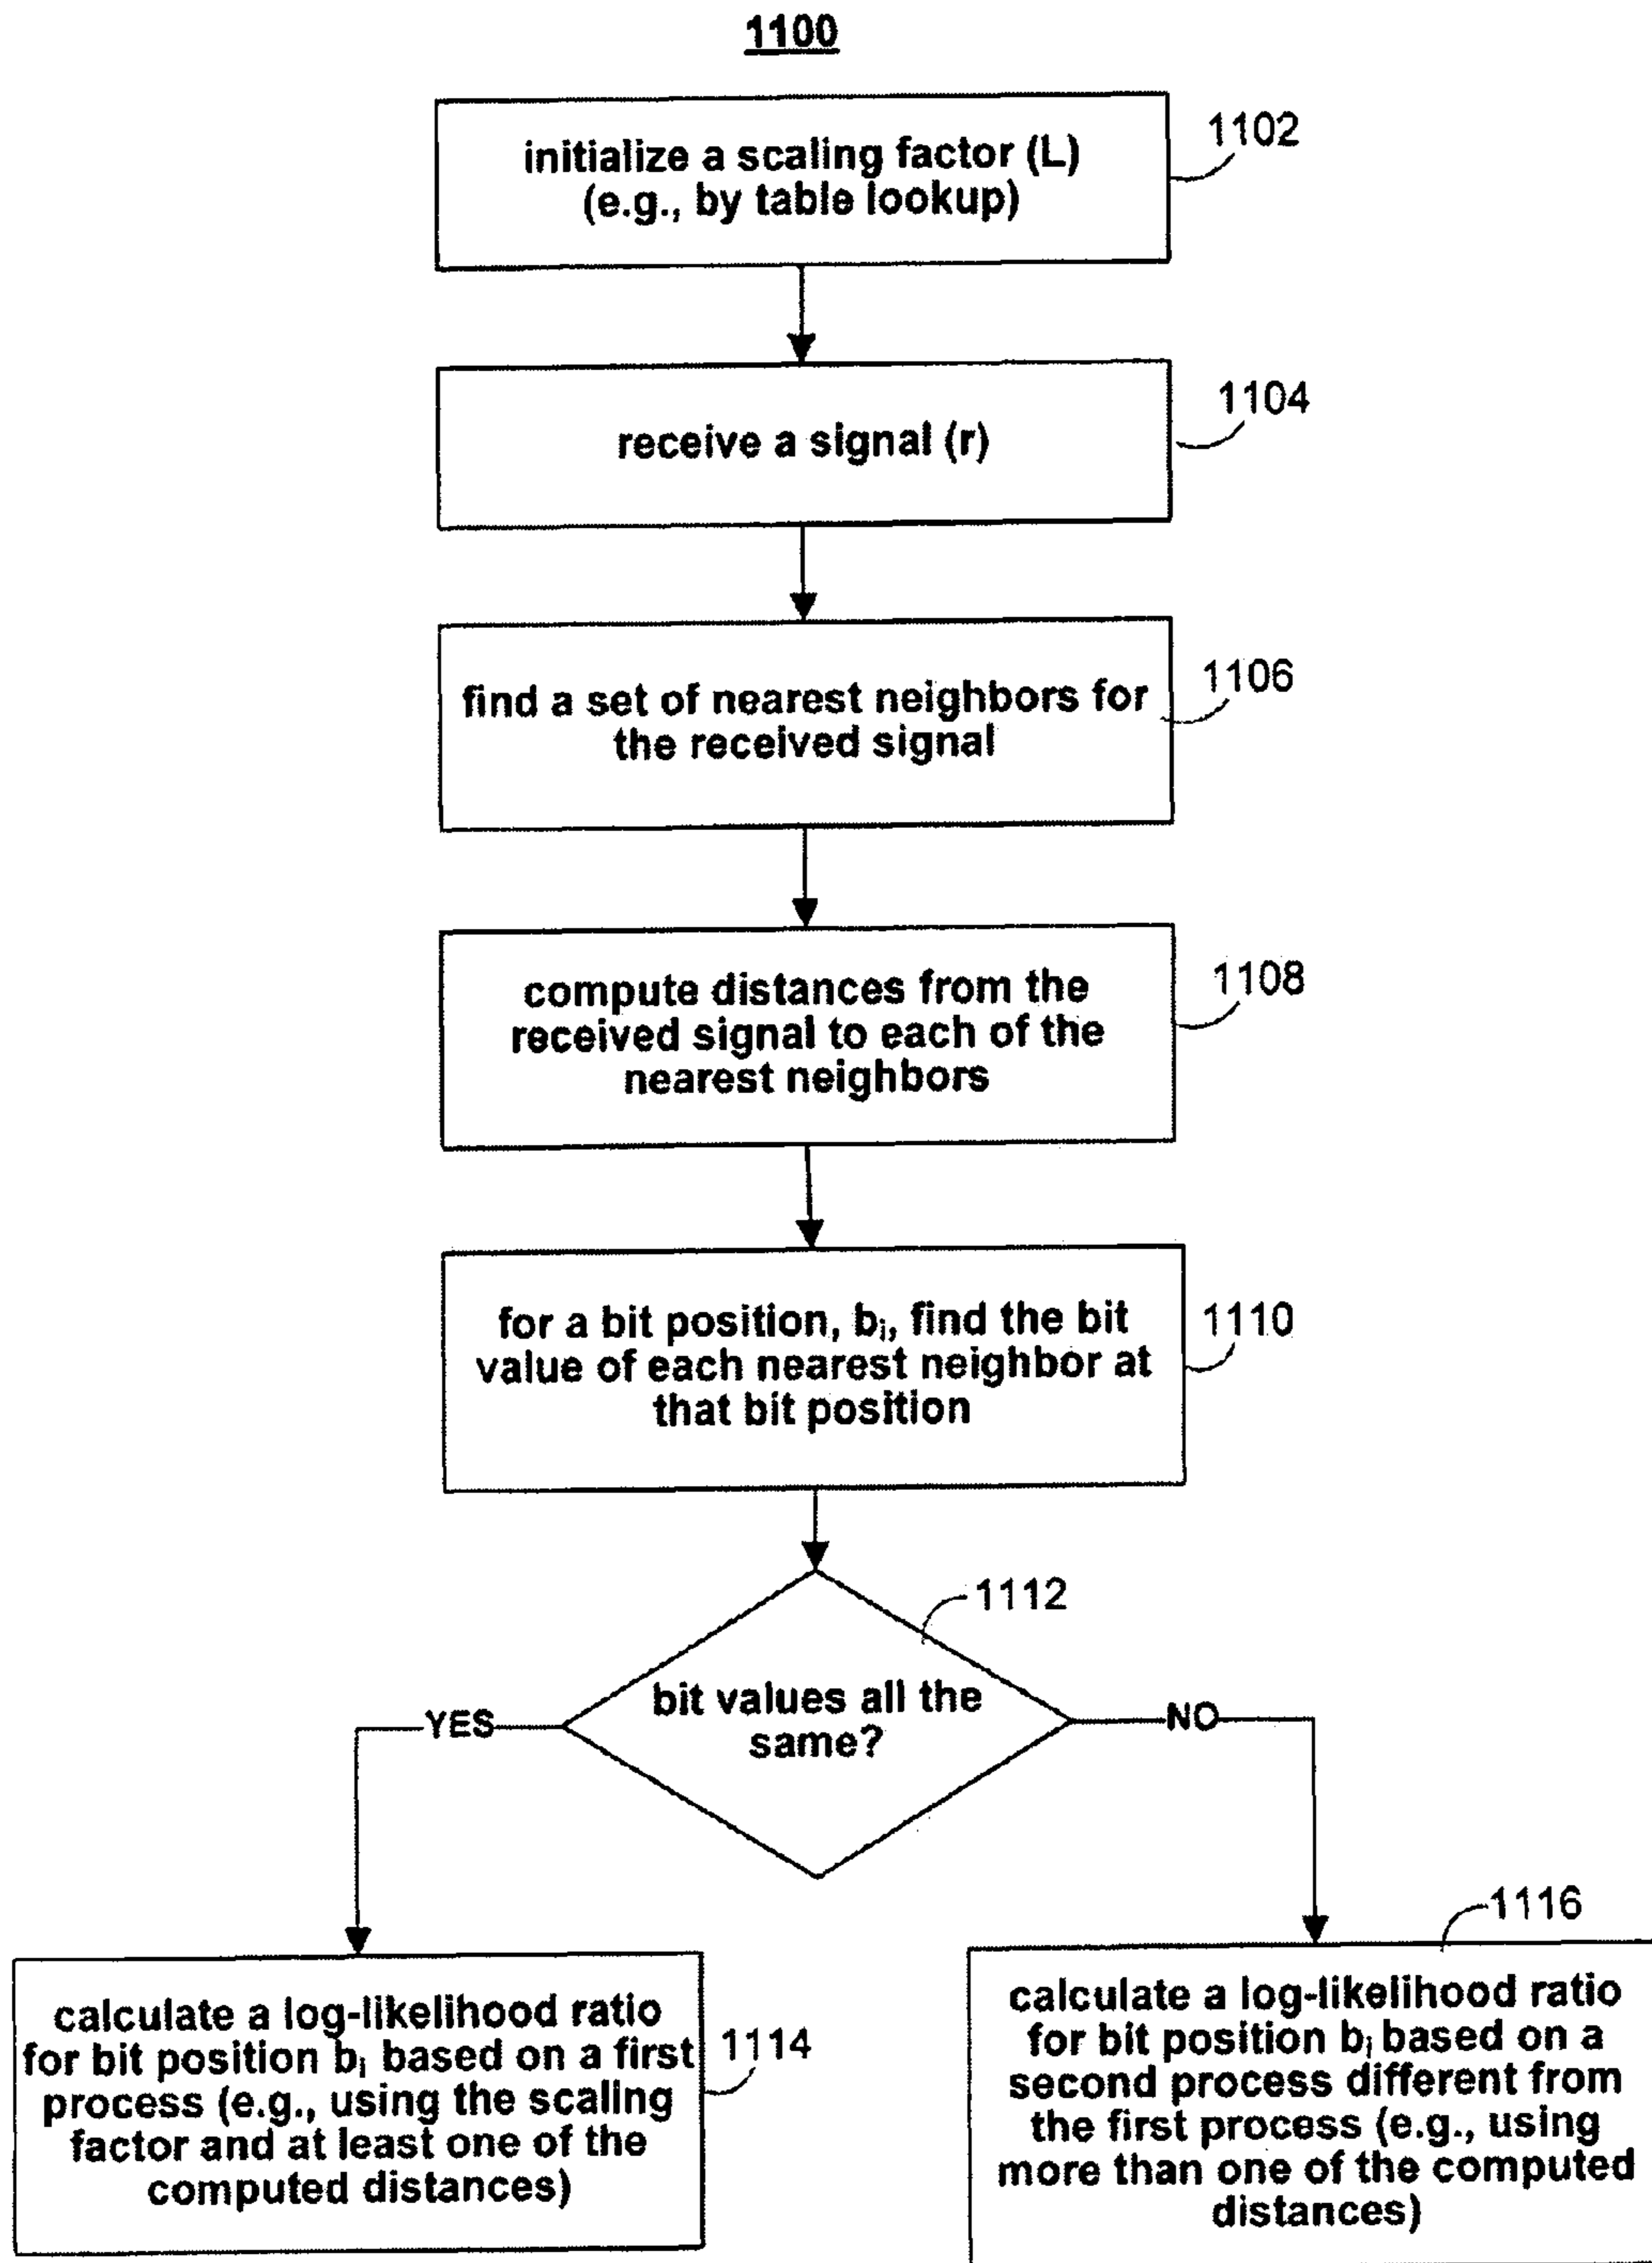 1100
initialize a scaling factor (L)
(e.g., by table lookup)
1102
receive a signal (r)
1104
find a set of nearest neighbors for
the received signal
1106
compute distances from the
received signal to each of the
nearest neighbors
1108
for a bit position, bᵢ, find the bit
value of each nearest neighbor at
that bit position
1110
1112
bit values all the
same?
YES
NO
calculate a log-likelihood ratio
for bit position bᵢ based on a first
process (e.g., using the scaling
factor and at least one of the
computed distances)
1114
1116
calculate a log-likelihood ratio
for bit position bᵢ based on a
second process different from
the first process (e.g., using
more than one of the computed
distances)